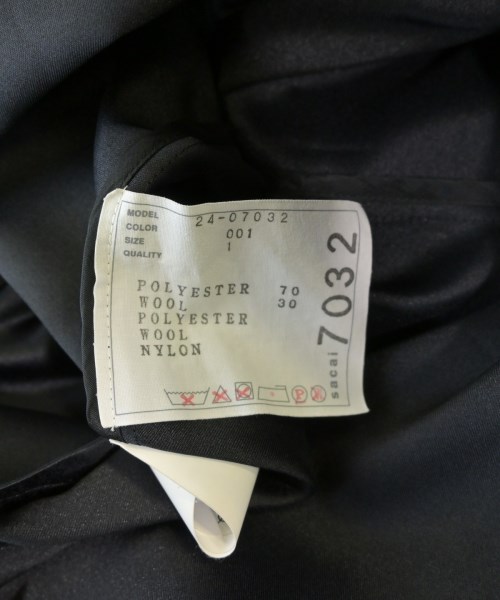 MODEL 24-07032
COLOR 001
SIZE 1
QUALITY
POLYESTER 70
WOOL 30
POLYESTER
WOOL
NYLON
sacai 7032
P